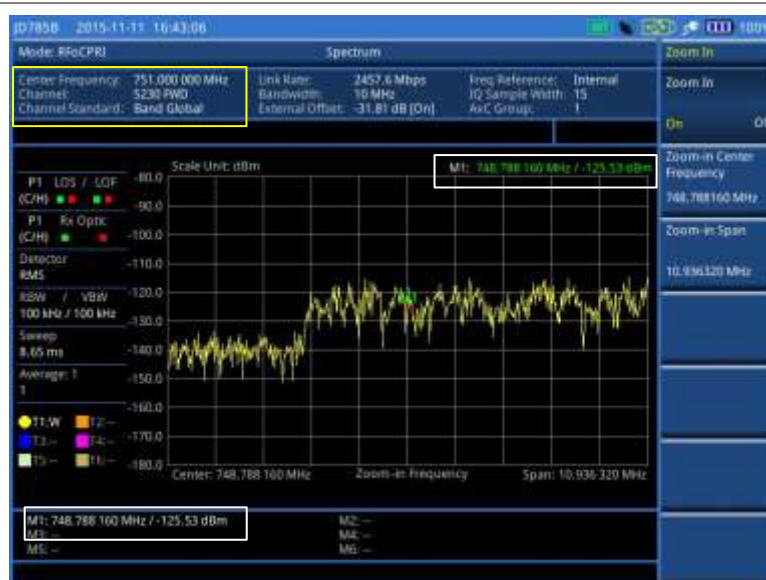 JD785B 2015-11-11 16:43:06
Mode: RFoCPRI Spectrum Zoom In
Center Frequency: 751.000 000 MHz Link Rate: 2457.6 Mbps Freq Reference: Internal
Channel: 5230 FWD Bandwidth: 10 MHz IQ Sample Width: 15
Channel Standard: Band Global External Offset: -31.81 dB [On] AxC Group: 1
Zoom In
On
Scale Unit: dBm M1: 748.788 160 MHz / -125.53 dBm
Zoom-in Center
Frequency
748.788160 MHz
Zoom-in Span
10.936320 MHz
P1 LOS / LOF
(C/H)
P1 Rx Optic
(C/H)
Detector
RMS
RBW / VBW
100 kHz / 100 kHz
Sweep
8.65 ms
Average: 1
1
T1:W T2:--
T3:-- T4:--
T5:--
-80.0
-90.0
-100.0
-110.0
-120.0
-130.0
-140.0
-150.0
-160.0
-170.0
-180.0
Center: 748.788 160 MHz Zoom-in Frequency Span: 10.936 320 MHz
M1: 748.788 160 MHz / -125.53 dBm M2: --
M3: -- M4: --
M5: -- M6: --